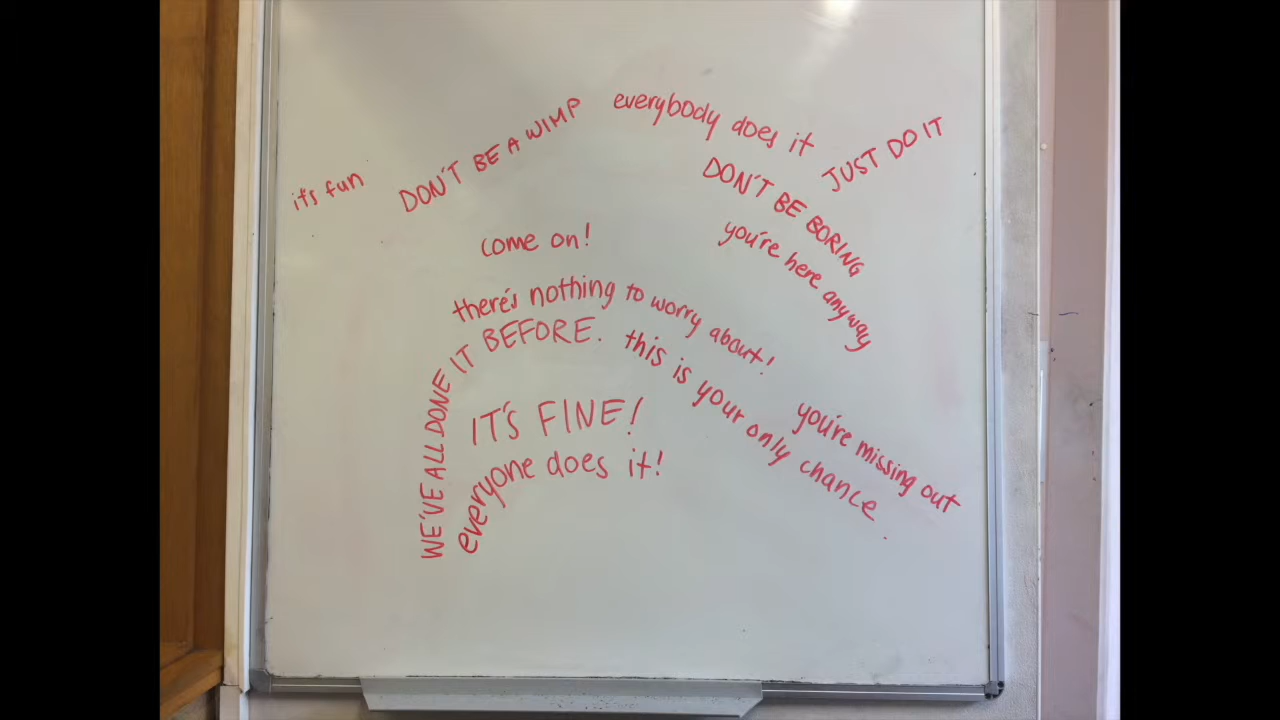 everybody does it
DON'T BE A WIMP
JUST DO IT
it's fun
DON'T BE BORING
come on!
you're here anyway
there's nothing to worry about!
WE'VE ALL DONE IT BEFORE.
this is your only chance
IT'S FINE!
you're missing out
everyone does it!